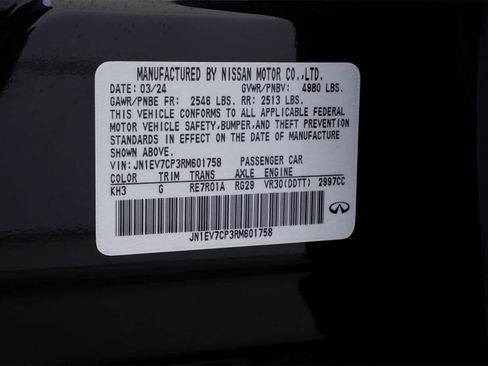 MANUFACTURED BY NISSAN MOTOR CO.,LTD.
DATE: 03/24 GVWR/PNBV: 4980 LBS.
GAWR/PNBE FR: 2546 LBS. RR: 2513 LBS.
THIS VEHICLE CONFORMS TO ALL APPLICABLE FEDERAL
MOTOR VEHICLE SAFETY,BUMPER,AND THEFT PREVENTION
STANDARDS IN EFFECT ON THE DATE OF MANUFACTURE
SHOWN ABOVE.
VIN: JN1EV7CP3RM601758 PASSENGER CAR
COLOR TRIM TRANS AXLE ENGINE
KH3 G RE7R01A RG29 VR30(DDTT) 2997CC
JN1EV7CP3RM601758